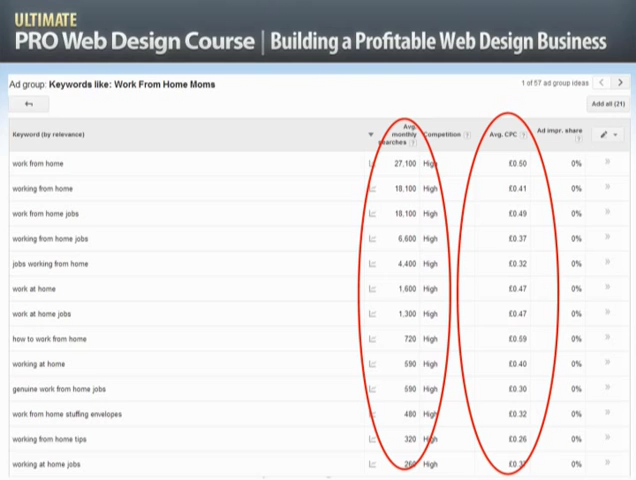 ULTIMATE
PRO Web Design Course | Building a Profitable Web Design Business
Ad group: Keywords like: Work From Home Moms
1 of 57 ad group ideas
Add all (21)
Keyword (by relevance) Avg. monthly searches ? Competition ? Avg. CPC ? Ad impr. share ?
work from home 27,100 High £0.50 0% »
working from home 18,100 High £0.41 0% »
work from home jobs 18,100 High £0.49 0% »
working from home jobs 6,600 High £0.37 0% »
jobs working from home 4,400 High £0.32 0% »
work at home 1,600 High £0.47 0% »
work at home jobs 1,300 High £0.47 0% »
how to work from home 720 High £0.59 0% »
working at home 590 High £0.40 0% »
genuine work from home jobs 590 High £0.30 0% »
work from home stuffing envelopes 480 High £0.32 0% »
working from home tips 320 High £0.26 0% »
working at home jobs 260 High 0% »